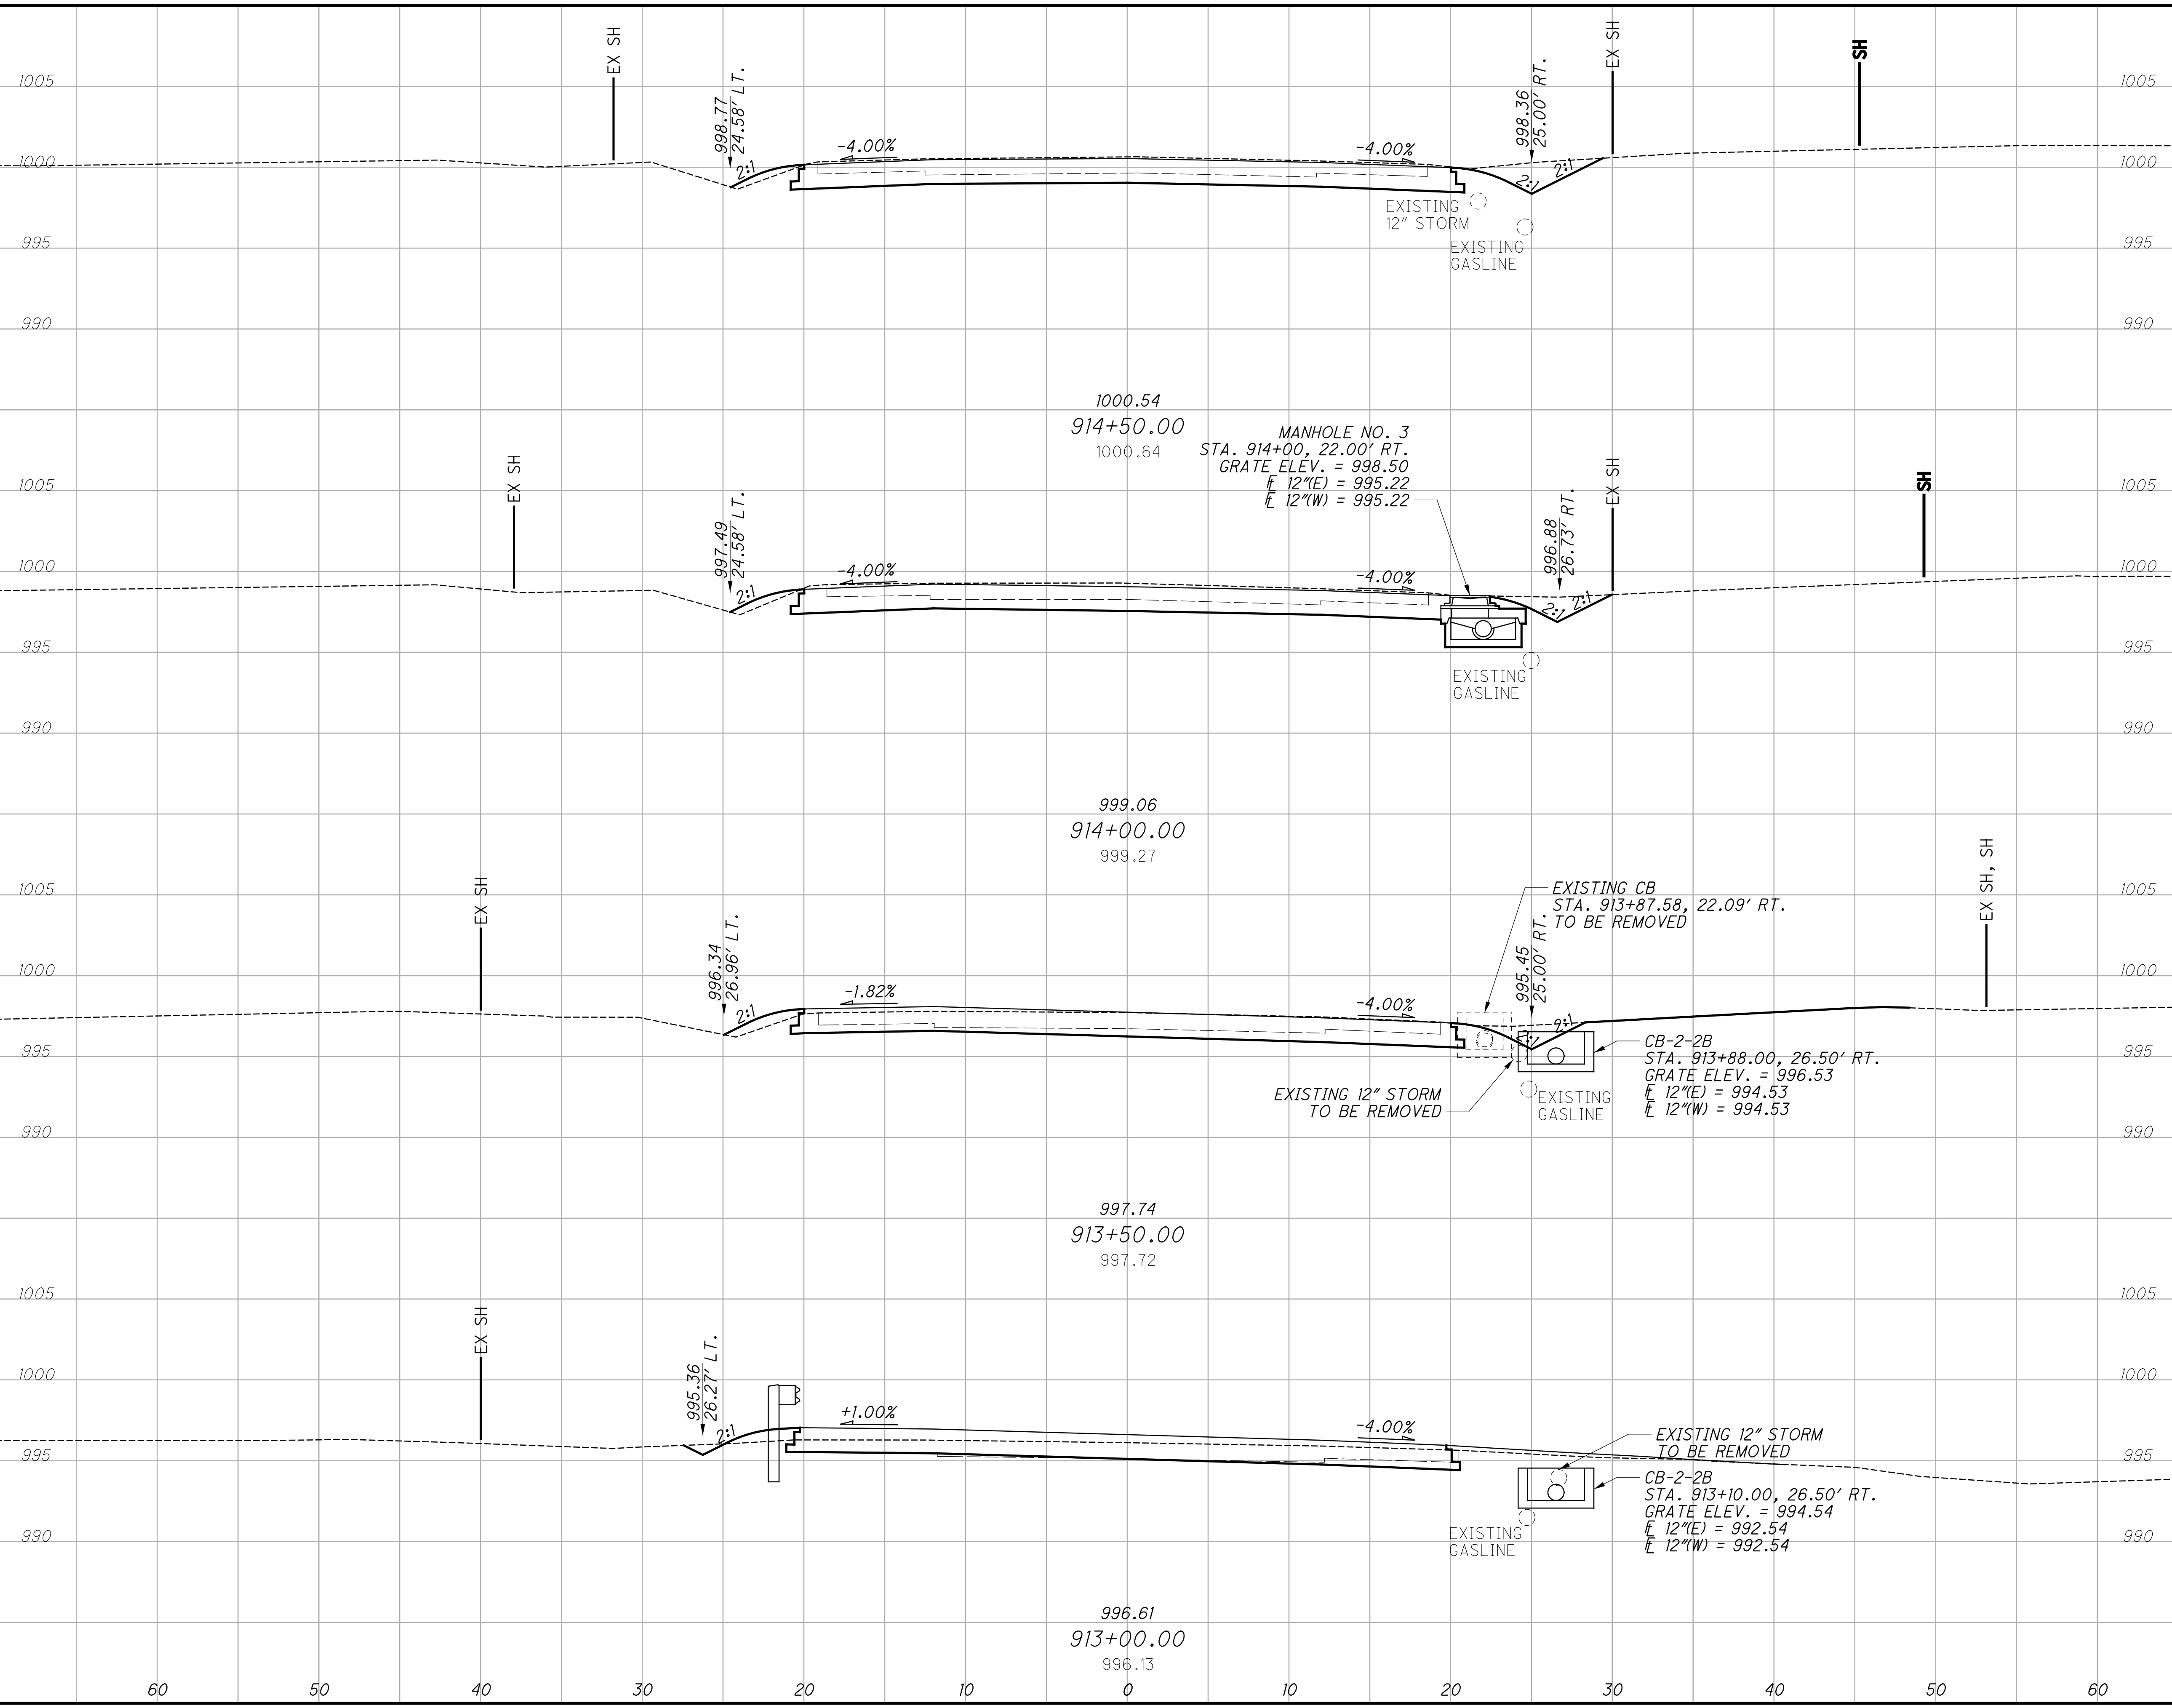 EX SH
EX SH
SH
1005
998.77
24.58' LT.
998.36
25.00' RT.
1005
-4.00%
-4.00%
1000
2:1
2:1
2:1
1000
EXISTING
12" STORM
995
EXISTING
GASLINE
995
990
990
1000.54
914+50.00
1000.64
MANHOLE NO. 3
STA. 914+00, 22.00' RT.
GRATE ELEV. = 998.50
FL 12"(E) = 995.22
FL 12"(W) = 995.22
EX SH
EX SH
SH
1005
997.49
24.58' LT.
996.88
26.73' RT.
1005
1000
-4.00%
-4.00%
1000
2:1
2:1
2:1
995
EXISTING
GASLINE
995
990
990
999.06
914+00.00
999.27
EX SH
EX SH, SH
1005
EXISTING CB
STA. 913+87.58, 22.09' RT.
TO BE REMOVED
1005
996.34
26.96' LT.
995.45
25.00' RT.
1000
-1.82%
-4.00%
1000
2:1
2:1
2:1
995
CB-2-2B
STA. 913+88.00, 26.50' RT.
GRATE ELEV. = 996.53
FL 12"(E) = 994.53
FL 12"(W) = 994.53
995
EXISTING 12" STORM
TO BE REMOVED
EXISTING
GASLINE
990
990
997.74
913+50.00
997.72
EX SH
1005
1005
995.36
26.27' LT.
1000
1000
+1.00%
-4.00%
2:1
EXISTING 12" STORM
TO BE REMOVED
995
995
CB-2-2B
STA. 913+10.00, 26.50' RT.
GRATE ELEV. = 994.54
FL 12"(E) = 992.54
FL 12"(W) = 992.54
EXISTING
GASLINE
990
990
996.61
913+00.00
996.13
60 50 40 30 20 10 0 10 20 30 40 50 60